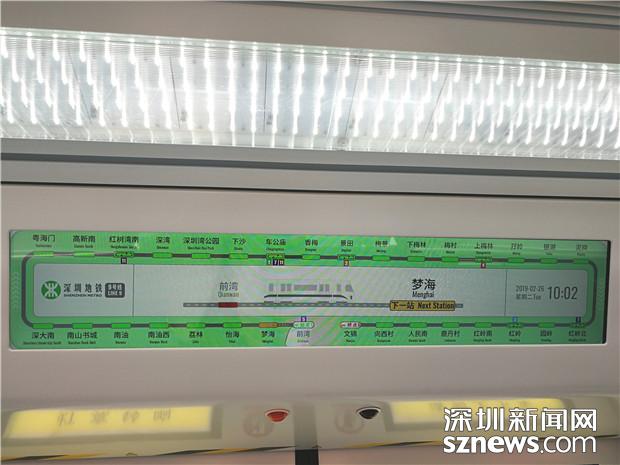 粤海门 高新南 红树湾南 深湾 深圳湾公园 下沙 车公庙 香梅 景田 梅景 下梅林 梅村 上梅林 孖岭 银湖 泥岗
深圳地铁 SHENZHEN METRO
9号线 LINE 9
前湾 Qianwan
梦海 Menghai
下一站 Next Station
2019-02-26
星期二 Tue
10:02
深大南 南山书城 南油 南油西 荔林 怡海 梦海 前湾 文锦 向西村 人民南 鹿丹村 红岭南 红岭 园岭 红岭北
深圳新闻网
sznews.com